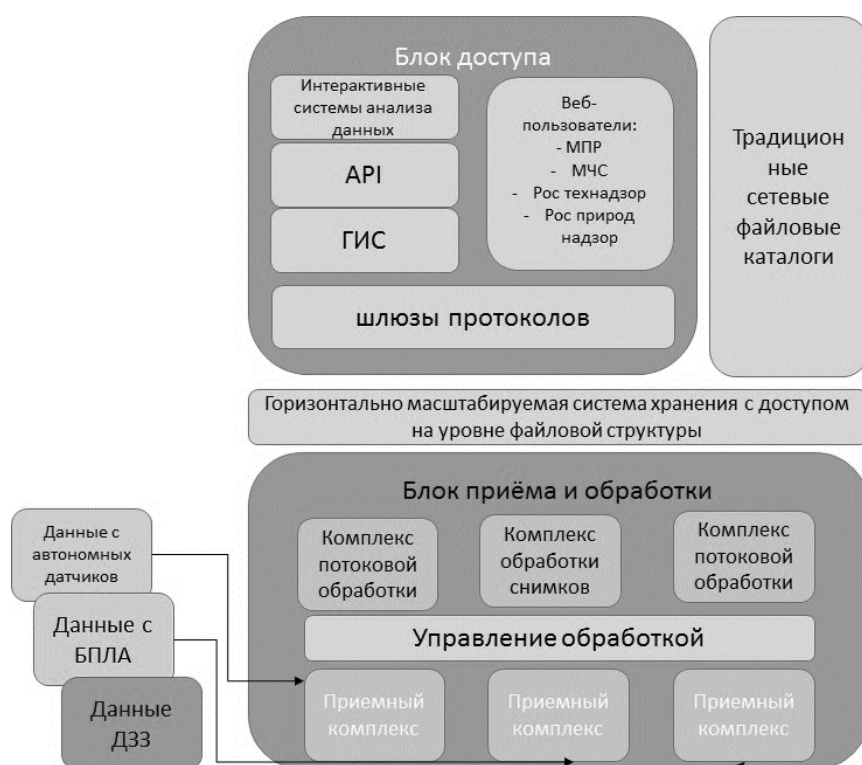 Блок доступа
Интерактивные
системы анализа
данных
API
ГИС
Веб-
пользователи:
- МПР
- МЧС
- Рос технадзор
- Рос природ
надзор
шлюзы протоколов
Традицион
ные
сетевые
файловые
каталоги
Горизонтально масштабируемая система хранения с доступом
на уровне файловой структуры
Блок приёма и обработки
Комплекс
потоковой
обработки
Комплекс
обработки
снимков
Комплекс
потоковой
обработки
Управление обработкой
Приемный
комплекс
Приемный
комплекс
Приемный
комплекс
Данные с
автономных
датчиков
Данные с
БПЛА
Данные
ДЗЗ